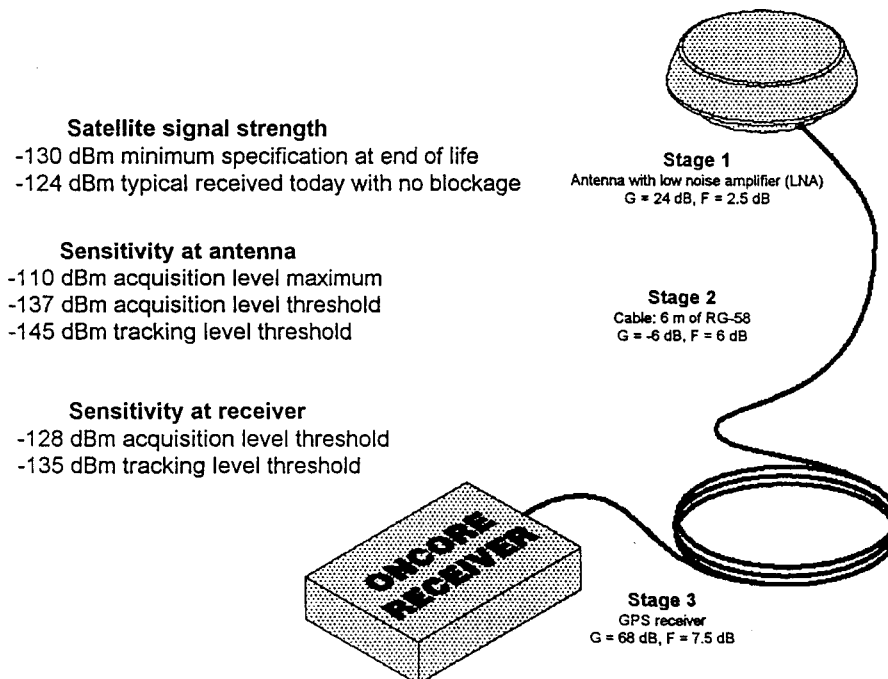 Satellite signal strength
-130 dBm minimum specification at end of life
-124 dBm typical received today with no blockage
Sensitivity at antenna
-110 dBm acquisition level maximum
-137 dBm acquisition level threshold
-145 dBm tracking level threshold
Sensitivity at receiver
-128 dBm acquisition level threshold
-135 dBm tracking level threshold
Stage 1
Antenna with low noise amplifier (LNA)
G = 24 dB, F = 2.5 dB
Stage 2
Cable: 6 m of RG-58
G = -6 dB, F = 6 dB
ONCORE
RECEIVER
Stage 3
GPS receiver
G = 68 dB, F = 7.5 dB